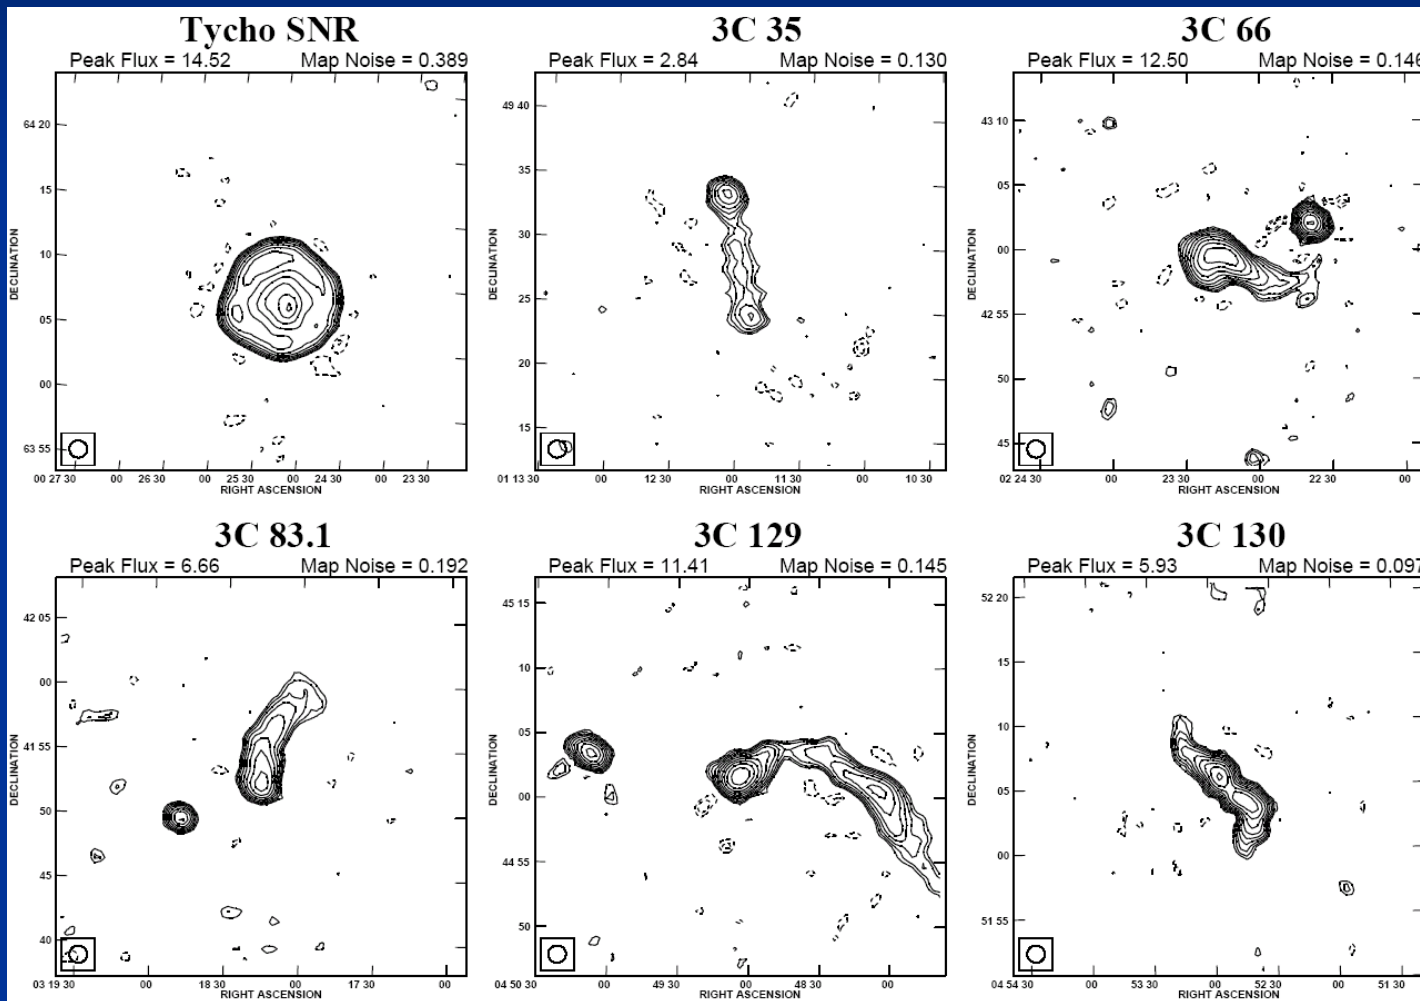 Tycho SNR
Peak Flux = 14.52 Map Noise = 0.389
DECLINATION
64 20
15
10
05
00
63 55
00 27 30 00 26 30 00 25 30 00 24 30 00 23 30
RIGHT ASCENSION
3C 35
Peak Flux = 2.84 Map Noise = 0.130
DECLINATION
49 40
35
30
25
20
15
01 13 30 00 12 30 00 11 30 00 10 30
RIGHT ASCENSION
3C 66
Peak Flux = 12.50 Map Noise = 0.146
DECLINATION
43 10
05
00
42 55
50
45
02 24 30 00 23 30 00 22 30 00
RIGHT ASCENSION
3C 83.1
Peak Flux = 6.66 Map Noise = 0.192
DECLINATION
42 05
00
41 55
50
45
40
03 19 30 00 18 30 00 17 30 00
RIGHT ASCENSION
3C 129
Peak Flux = 11.41 Map Noise = 0.145
DECLINATION
45 15
10
05
00
44 55
50
04 50 30 00 49 30 00 48 30 00
RIGHT ASCENSION
3C 130
Peak Flux = 5.93 Map Noise = 0.097
DECLINATION
52 20
15
10
05
00
51 55
04 54 30 00 53 30 00 52 30 00 51 30
RIGHT ASCENSION